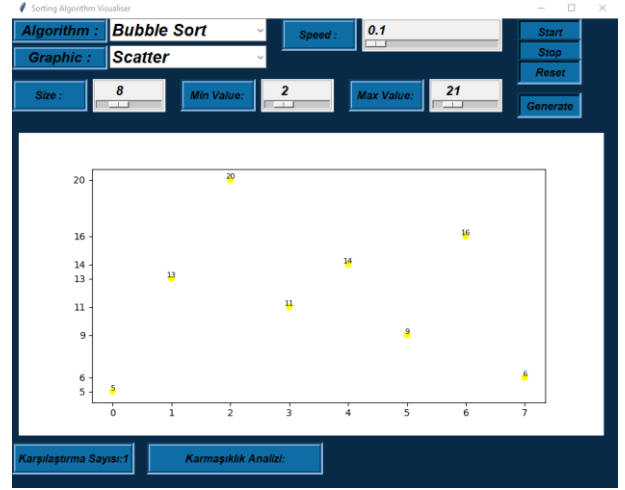 Sorting Algorithm Visualiser
Algorithm : Bubble Sort Speed : 0.1 Start
Stop
Graphic : Scatter
Reset
Size : 8 Min Value: 2 Max Value: 21
Generate
20
16
14
13
11
9
6
5
5
13
20
11
14
9
16
6
0 1 2 3 4 5 6 7
Karşılaştırma Sayısı:1 Karmaşıklık Analizi: